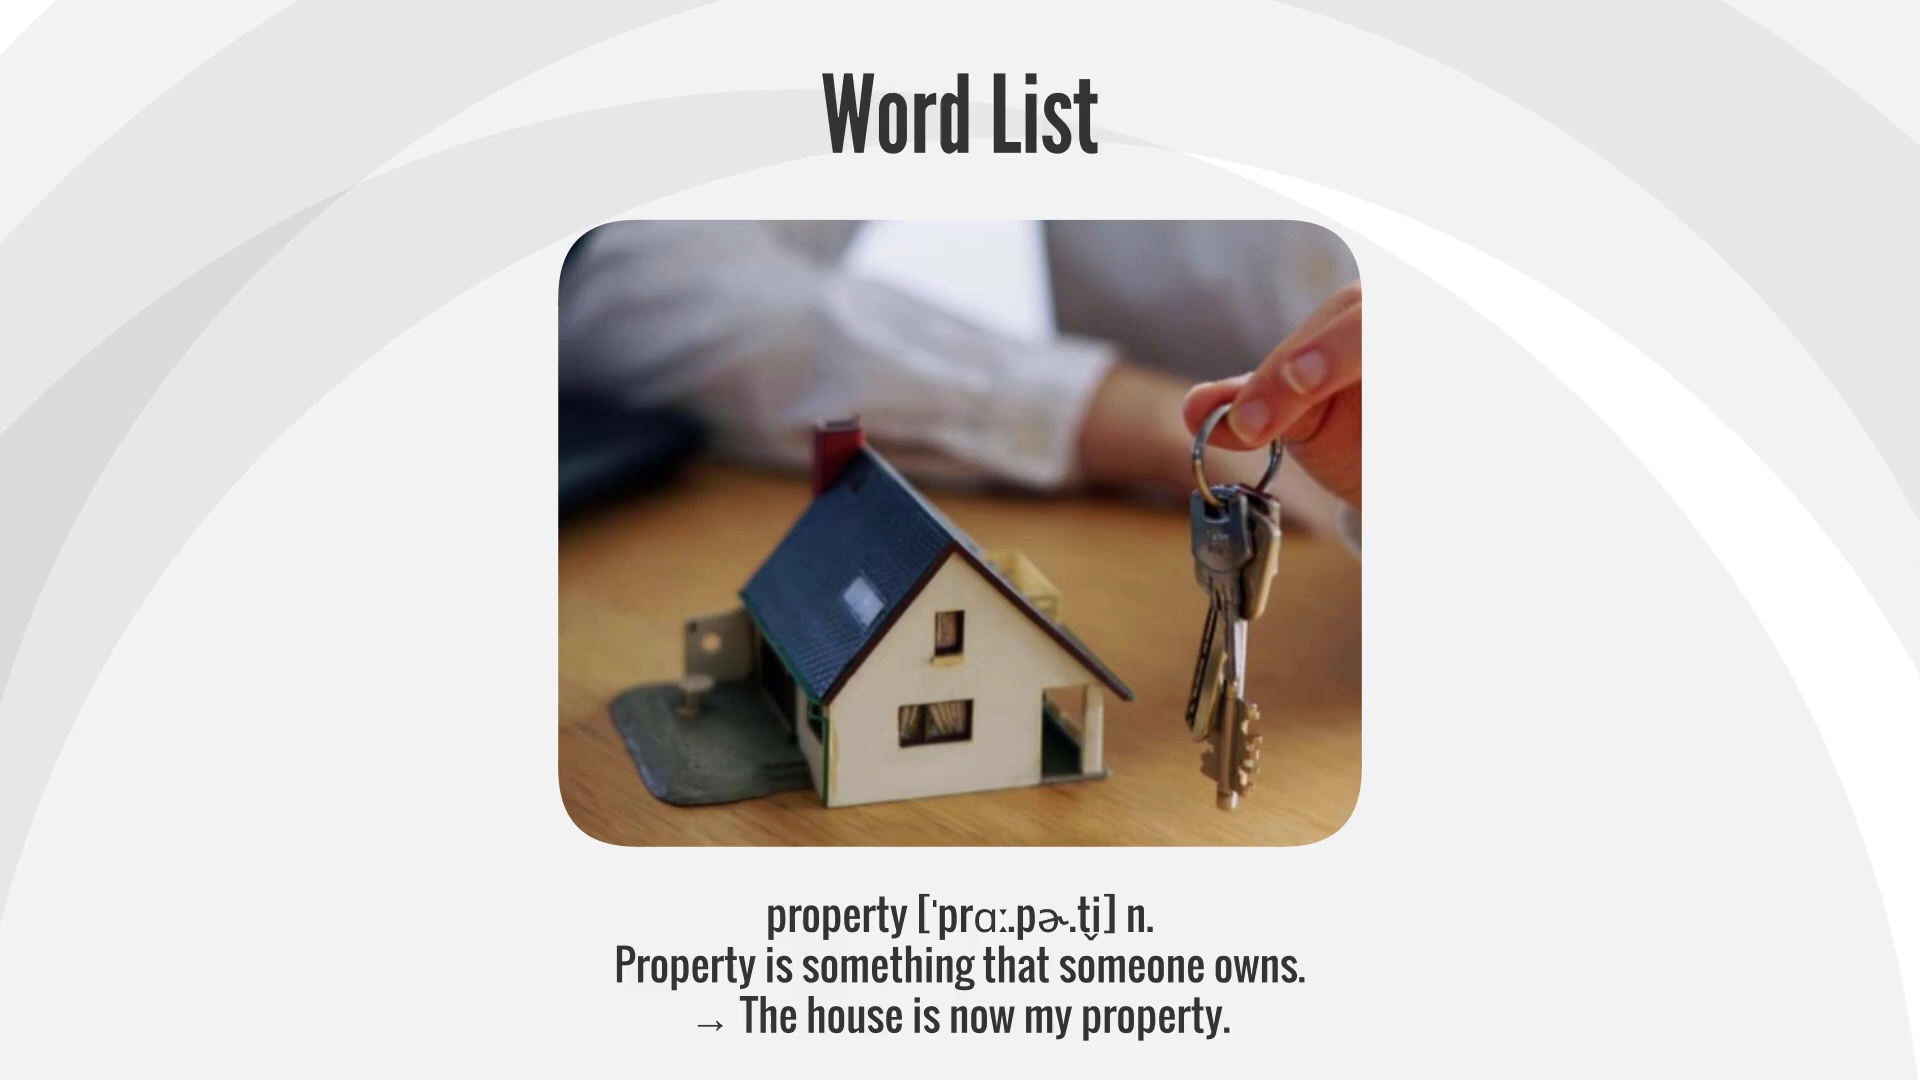 Word List
property [ˈprɑː.pɚ.t̬i] n.
Property is something that someone owns.
→ The house is now my property.